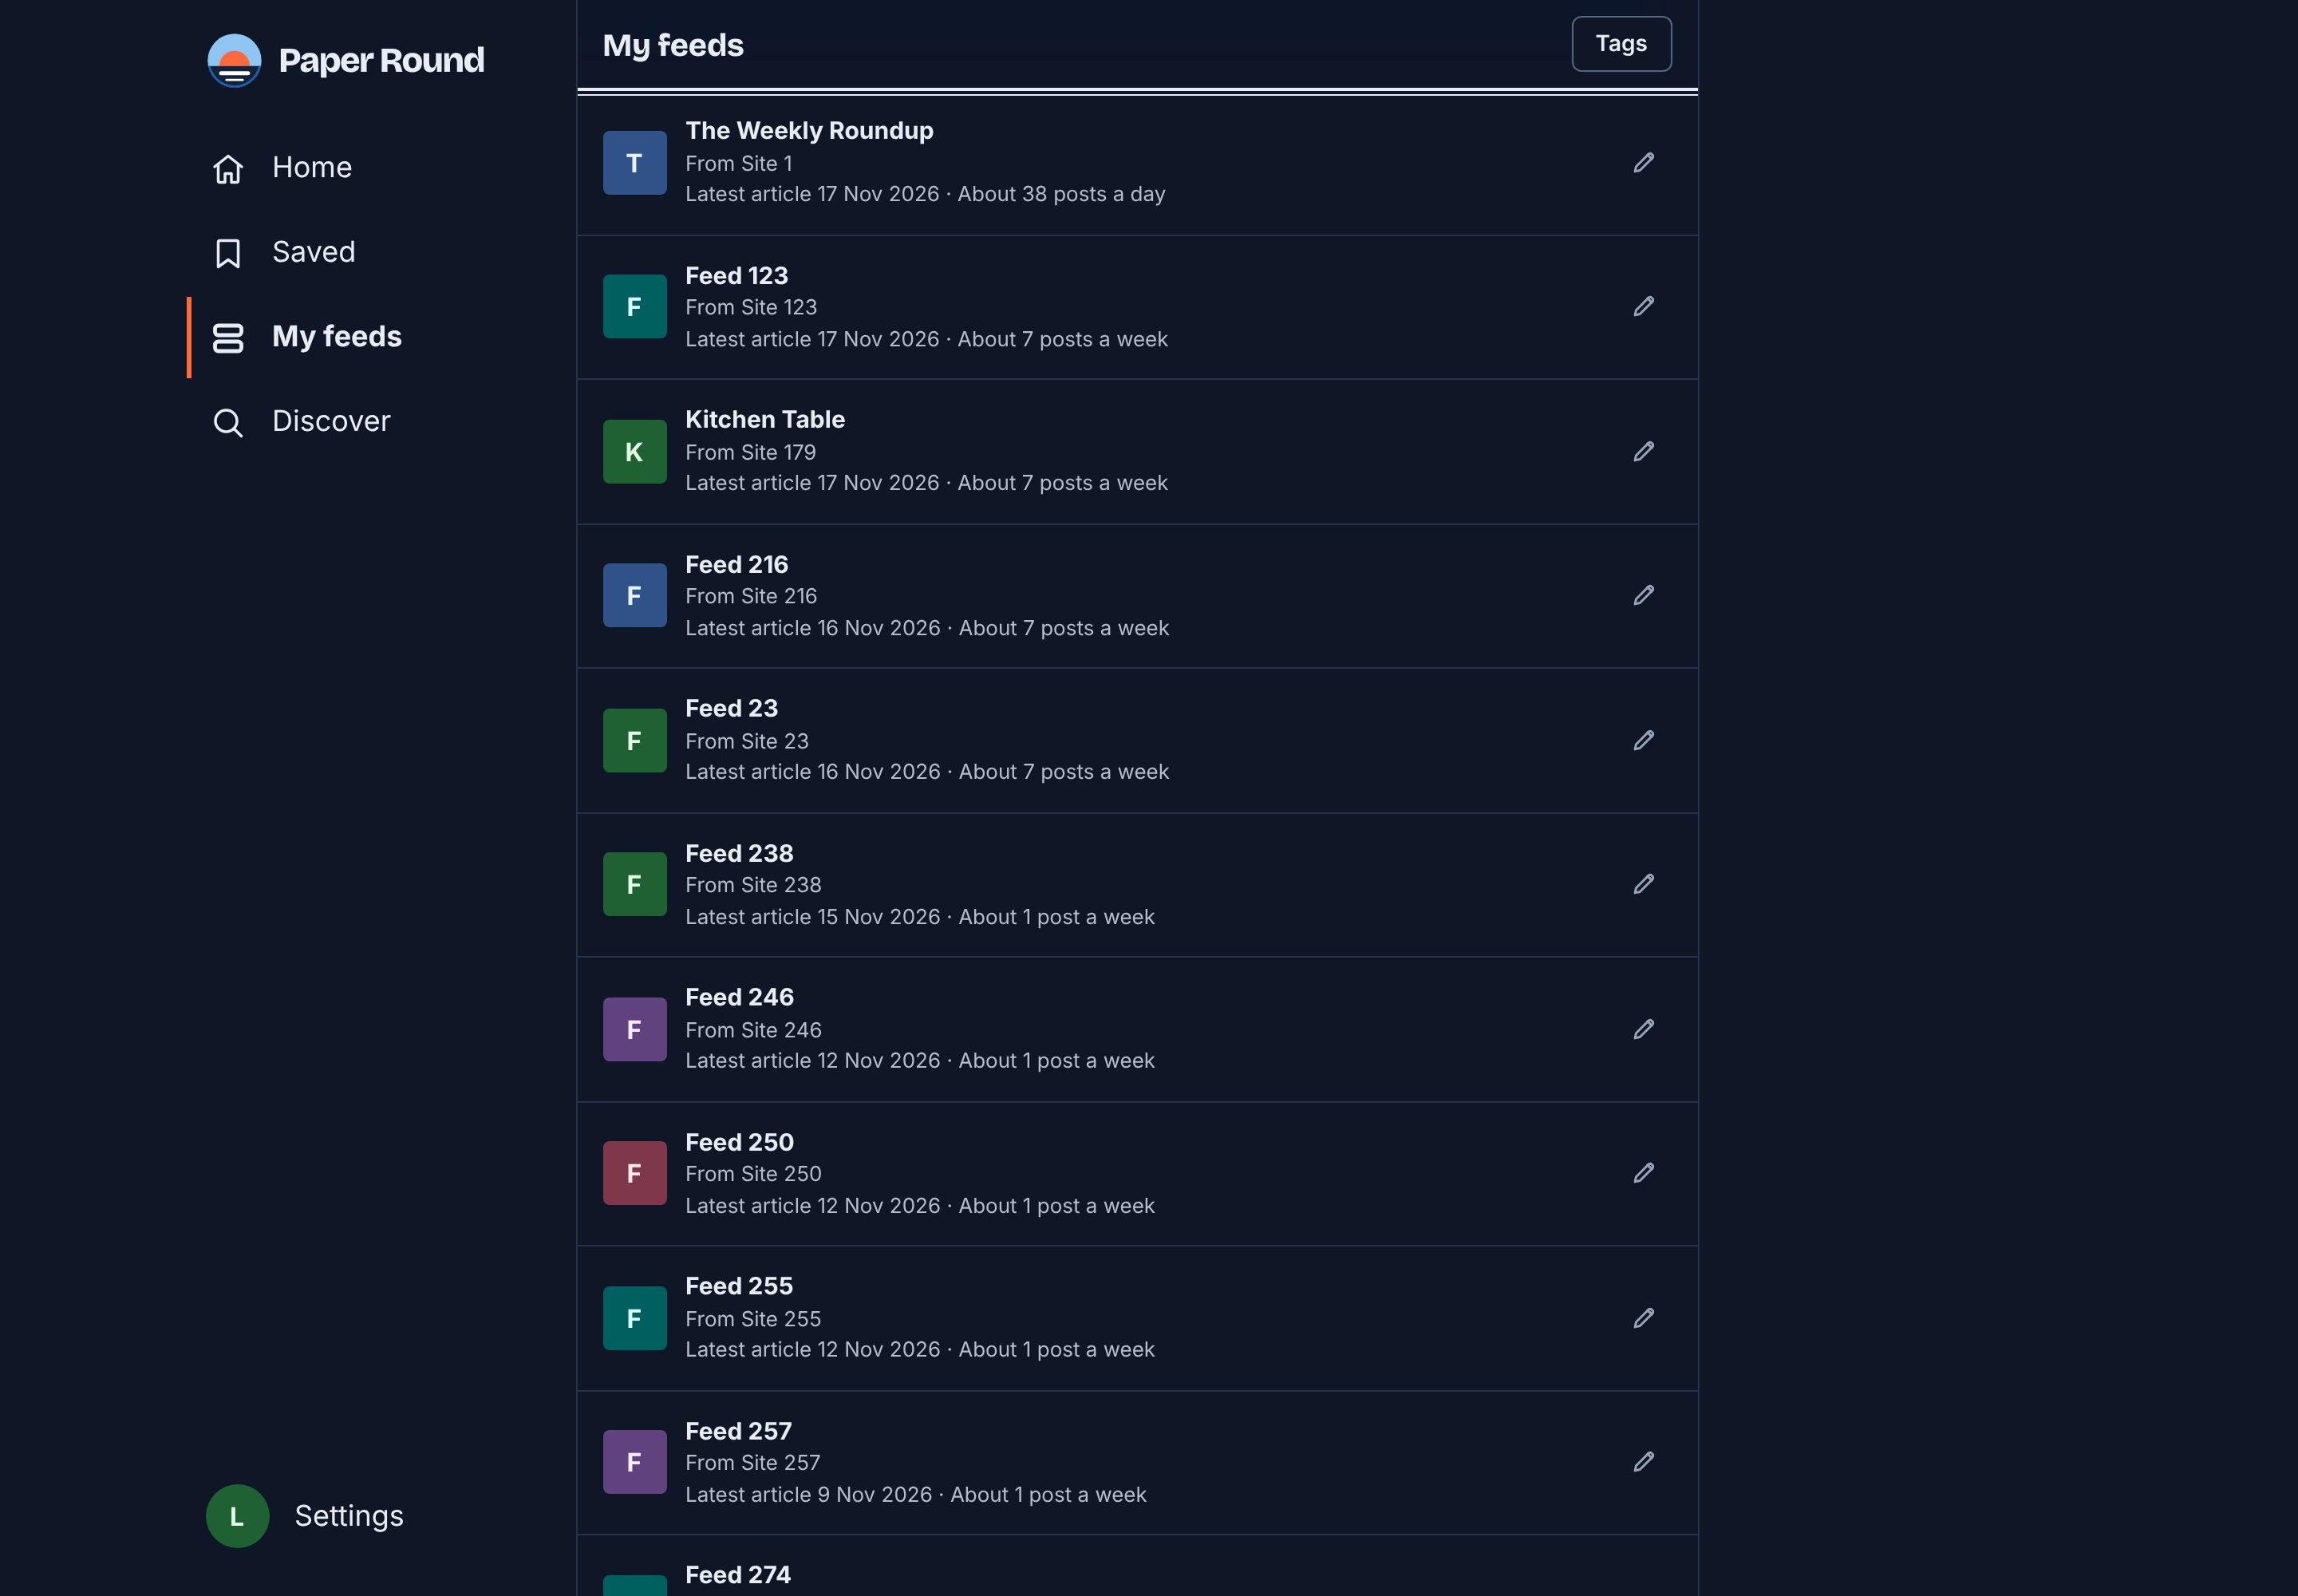 Paper Round
Home
Saved
My feeds
Discover
L
Settings
My feeds
Tags
T
The Weekly Roundup
From Site 1
Latest article 17 Nov 2026 · About 38 posts a day
F
Feed 123
From Site 123
Latest article 17 Nov 2026 · About 7 posts a week
K
Kitchen Table
From Site 179
Latest article 17 Nov 2026 · About 7 posts a week
F
Feed 216
From Site 216
Latest article 16 Nov 2026 · About 7 posts a week
F
Feed 23
From Site 23
Latest article 16 Nov 2026 · About 7 posts a week
F
Feed 238
From Site 238
Latest article 15 Nov 2026 · About 1 post a week
F
Feed 246
From Site 246
Latest article 12 Nov 2026 · About 1 post a week
F
Feed 250
From Site 250
Latest article 12 Nov 2026 · About 1 post a week
F
Feed 255
From Site 255
Latest article 12 Nov 2026 · About 1 post a week
F
Feed 257
From Site 257
Latest article 9 Nov 2026 · About 1 post a week
Feed 274